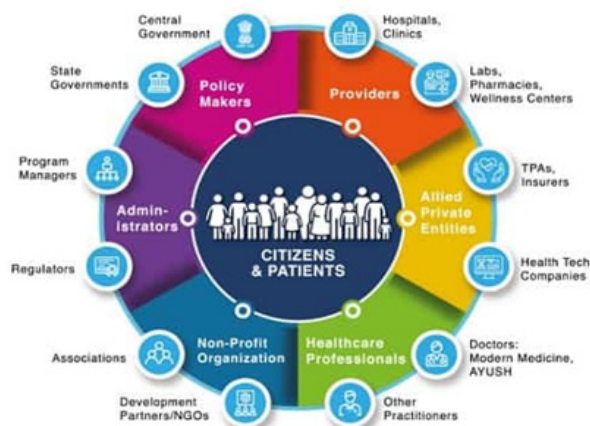 Central
Government
Hospitals,
Clinics
State
Governments
Policy
Makers
Providers
Labs,
Pharmacies,
Wellness Centers
Program
Managers
Admin-
istrators
Allied
Private
Entities
TPAs,
Insurers
CITIZENS
& PATIENTS
Regulators
Health Tech
Companies
Non-Profit
Organization
Healthcare
Professionals
Associations
Doctors:
Modern Medicine,
AYUSH
Development
Partners/NGOs
Other
Practitioners